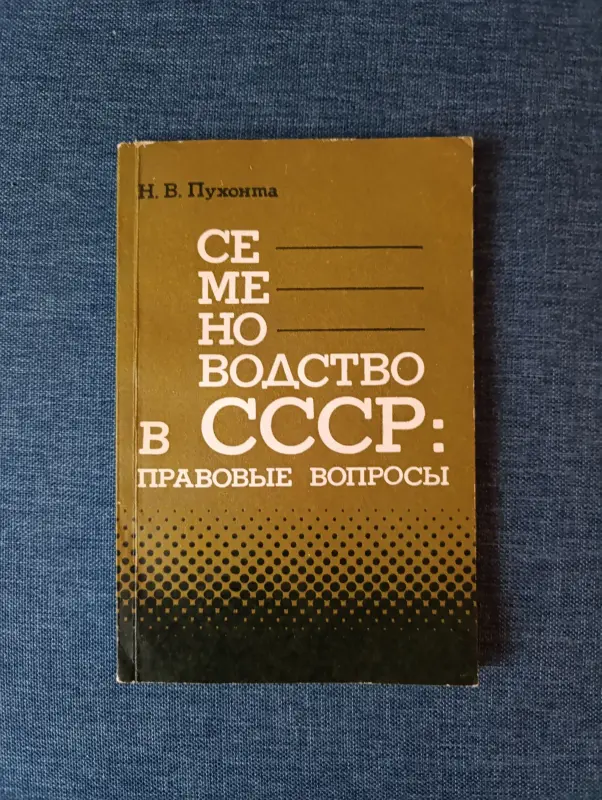 Н. В. Пухонта
СЕ
МЕ
НО
ВОДСТВО
В СССР:
ПРАВОВЫЕ ВОПРОСЫ